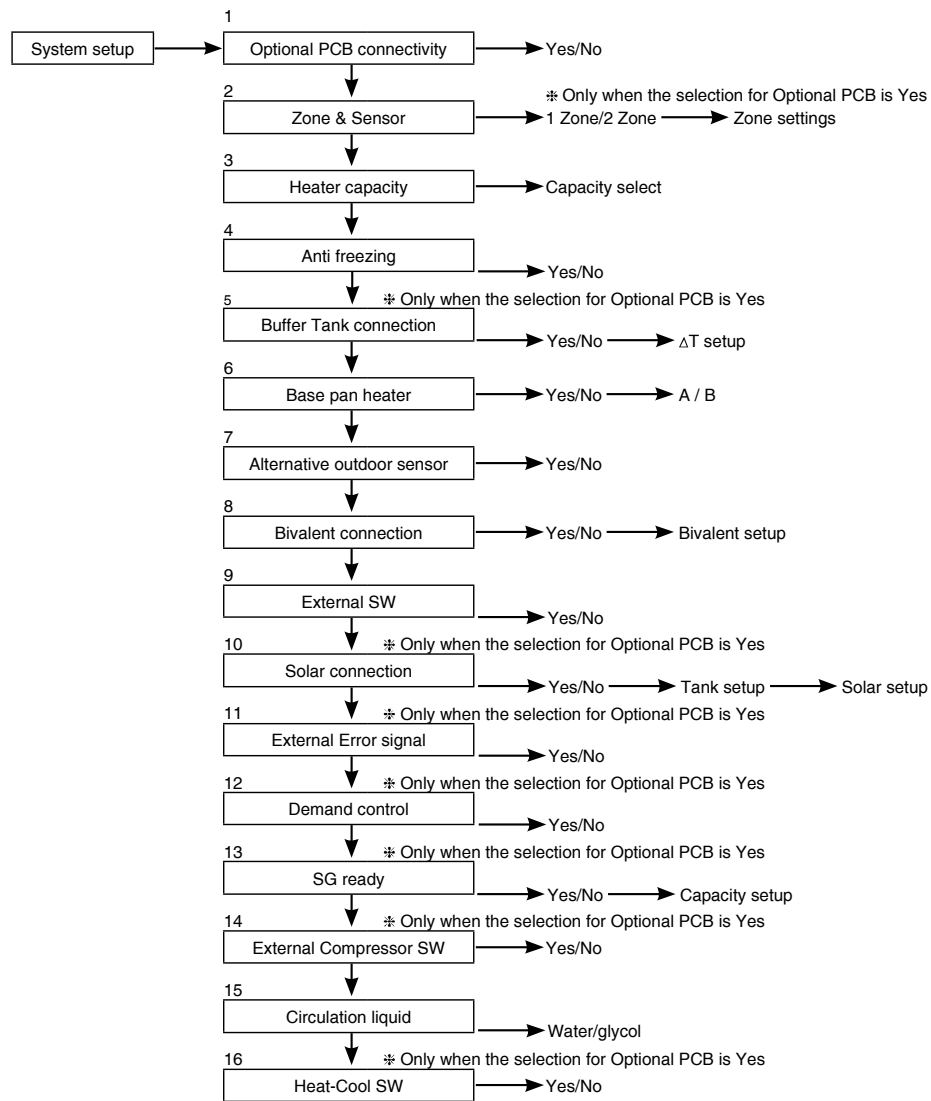 1
System setup Optional PCB connectivity Yes/No
2 ❈ Only when the selection for Optional PCB is Yes
Zone & Sensor 1 Zone/2 Zone Zone settings
3
Heater capacity Capacity select
4
Anti freezing Yes/No
5 ❈ Only when the selection for Optional PCB is Yes
Buffer Tank connection Yes/No △T setup
6
Base pan heater Yes/No A / B
7
Alternative outdoor sensor Yes/No
8
Bivalent connection Yes/No Bivalent setup
9
External SW Yes/No
10 ❈ Only when the selection for Optional PCB is Yes
Solar connection Yes/No Tank setup Solar setup
11 ❈ Only when the selection for Optional PCB is Yes
External Error signal Yes/No
12 ❈ Only when the selection for Optional PCB is Yes
Demand control Yes/No
13 ❈ Only when the selection for Optional PCB is Yes
SG ready Yes/No Capacity setup
14 ❈ Only when the selection for Optional PCB is Yes
External Compressor SW Yes/No
15
Circulation liquid Water/glycol
16 ❈ Only when the selection for Optional PCB is Yes
Heat-Cool SW Yes/No